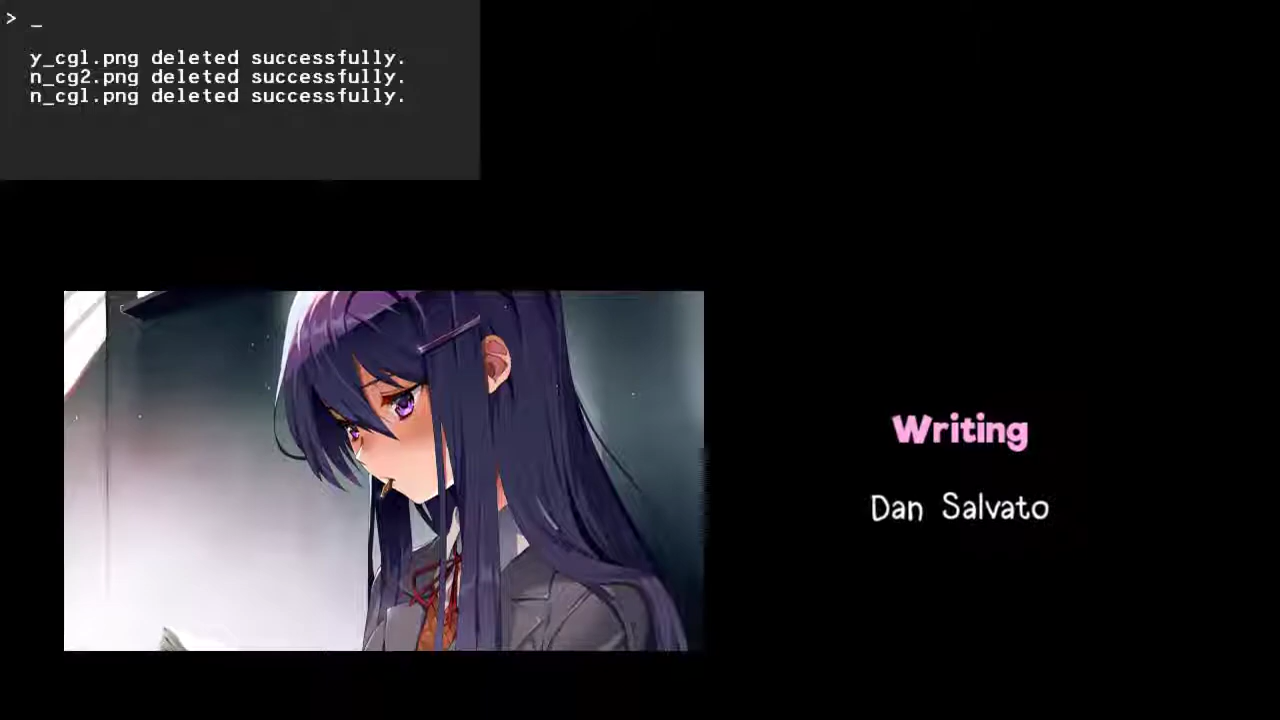 > _
y_cg1.png deleted successfully.
n_cg2.png deleted successfully.
n_cg1.png deleted successfully.
Writing
Dan Salvato